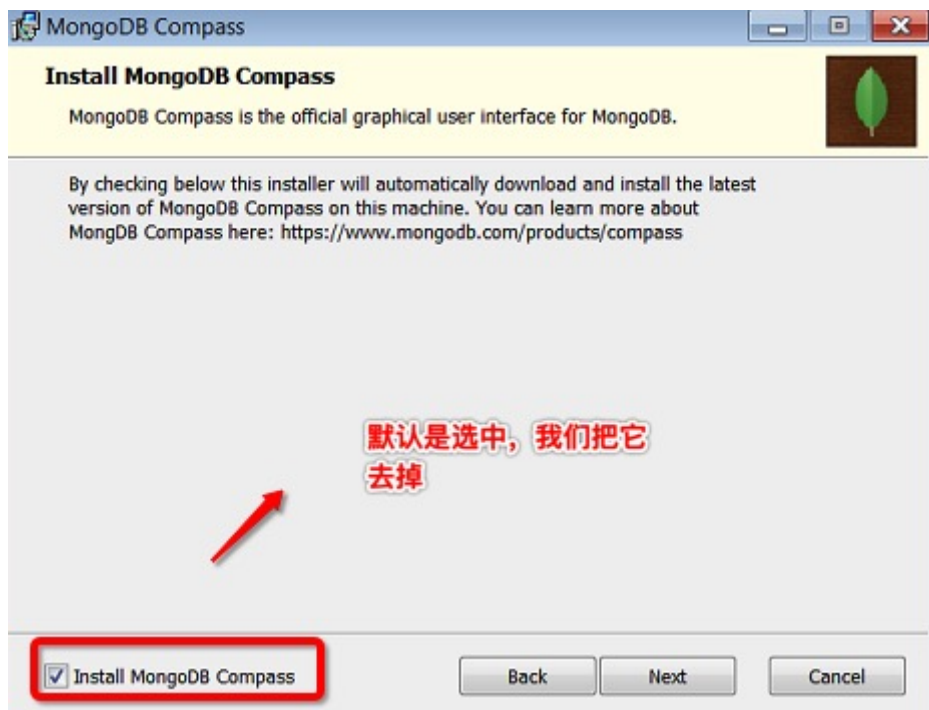 MongoDB Compass
Install MongoDB Compass
MongoDB Compass is the official graphical user interface for MongoDB.
By checking below this installer will automatically download and install the latest
version of MongoDB Compass on this machine. You can learn more about
MongDB Compass here: https://www.mongodb.com/products/compass
默认是选中，我们把它
去掉
Install MongoDB Compass
Back
Next
Cancel